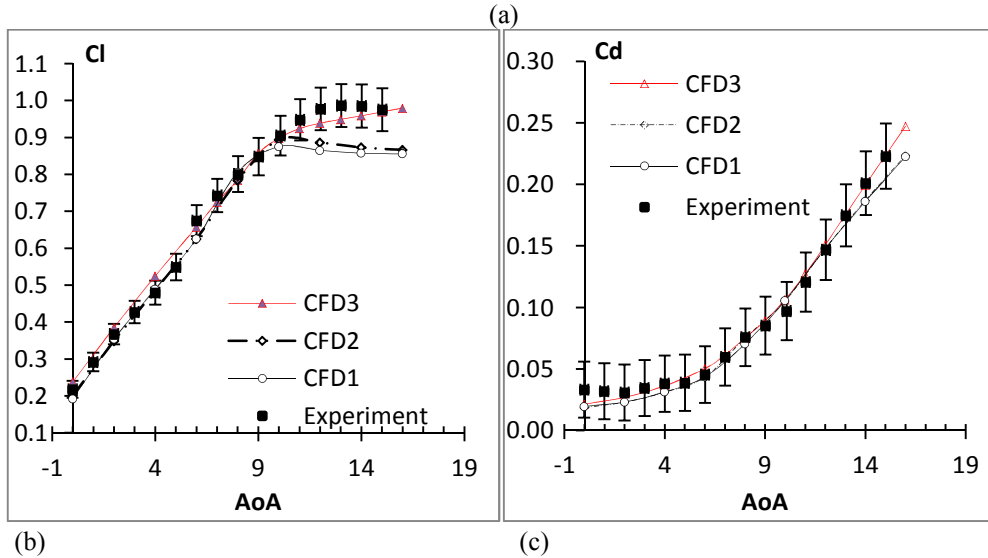 (a)
Cl
1.1
1.0
0.9
0.8
0.7
0.6
0.5
0.4
0.3
0.2
0.1
-1
4
9
14
19
AoA
CFD3
CFD2
CFD1
Experiment
(b)
Cd
0.30
0.25
0.20
0.15
0.10
0.05
0.00
-1
4
9
14
19
AoA
CFD3
CFD2
CFD1
Experiment
(c)